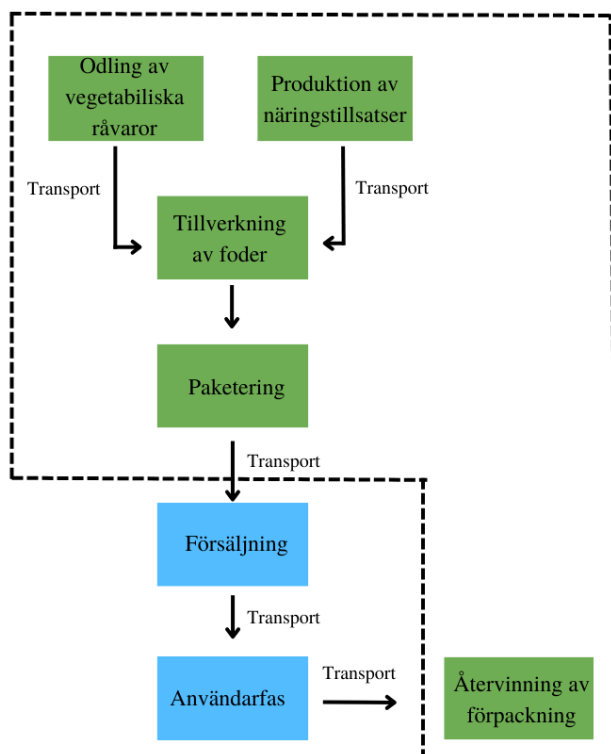 Odling av
vegetabiliska
råvaror
Produktion av
näringstillsatser
Transport
Transport
Tillverkning
av foder
Paketering
Transport
Försäljning
Transport
Användarfas
Transport
Återvinning av
förpackning